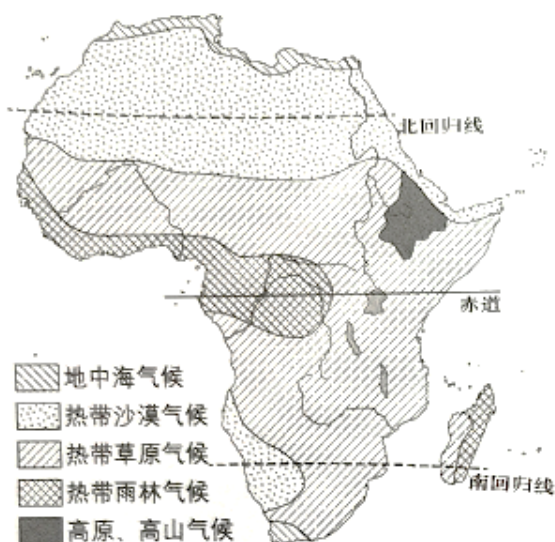 北回归线
赤道
地中海气候
热带沙漠气候
热带草原气候
南回归线
热带雨林气候
高原、高山气候